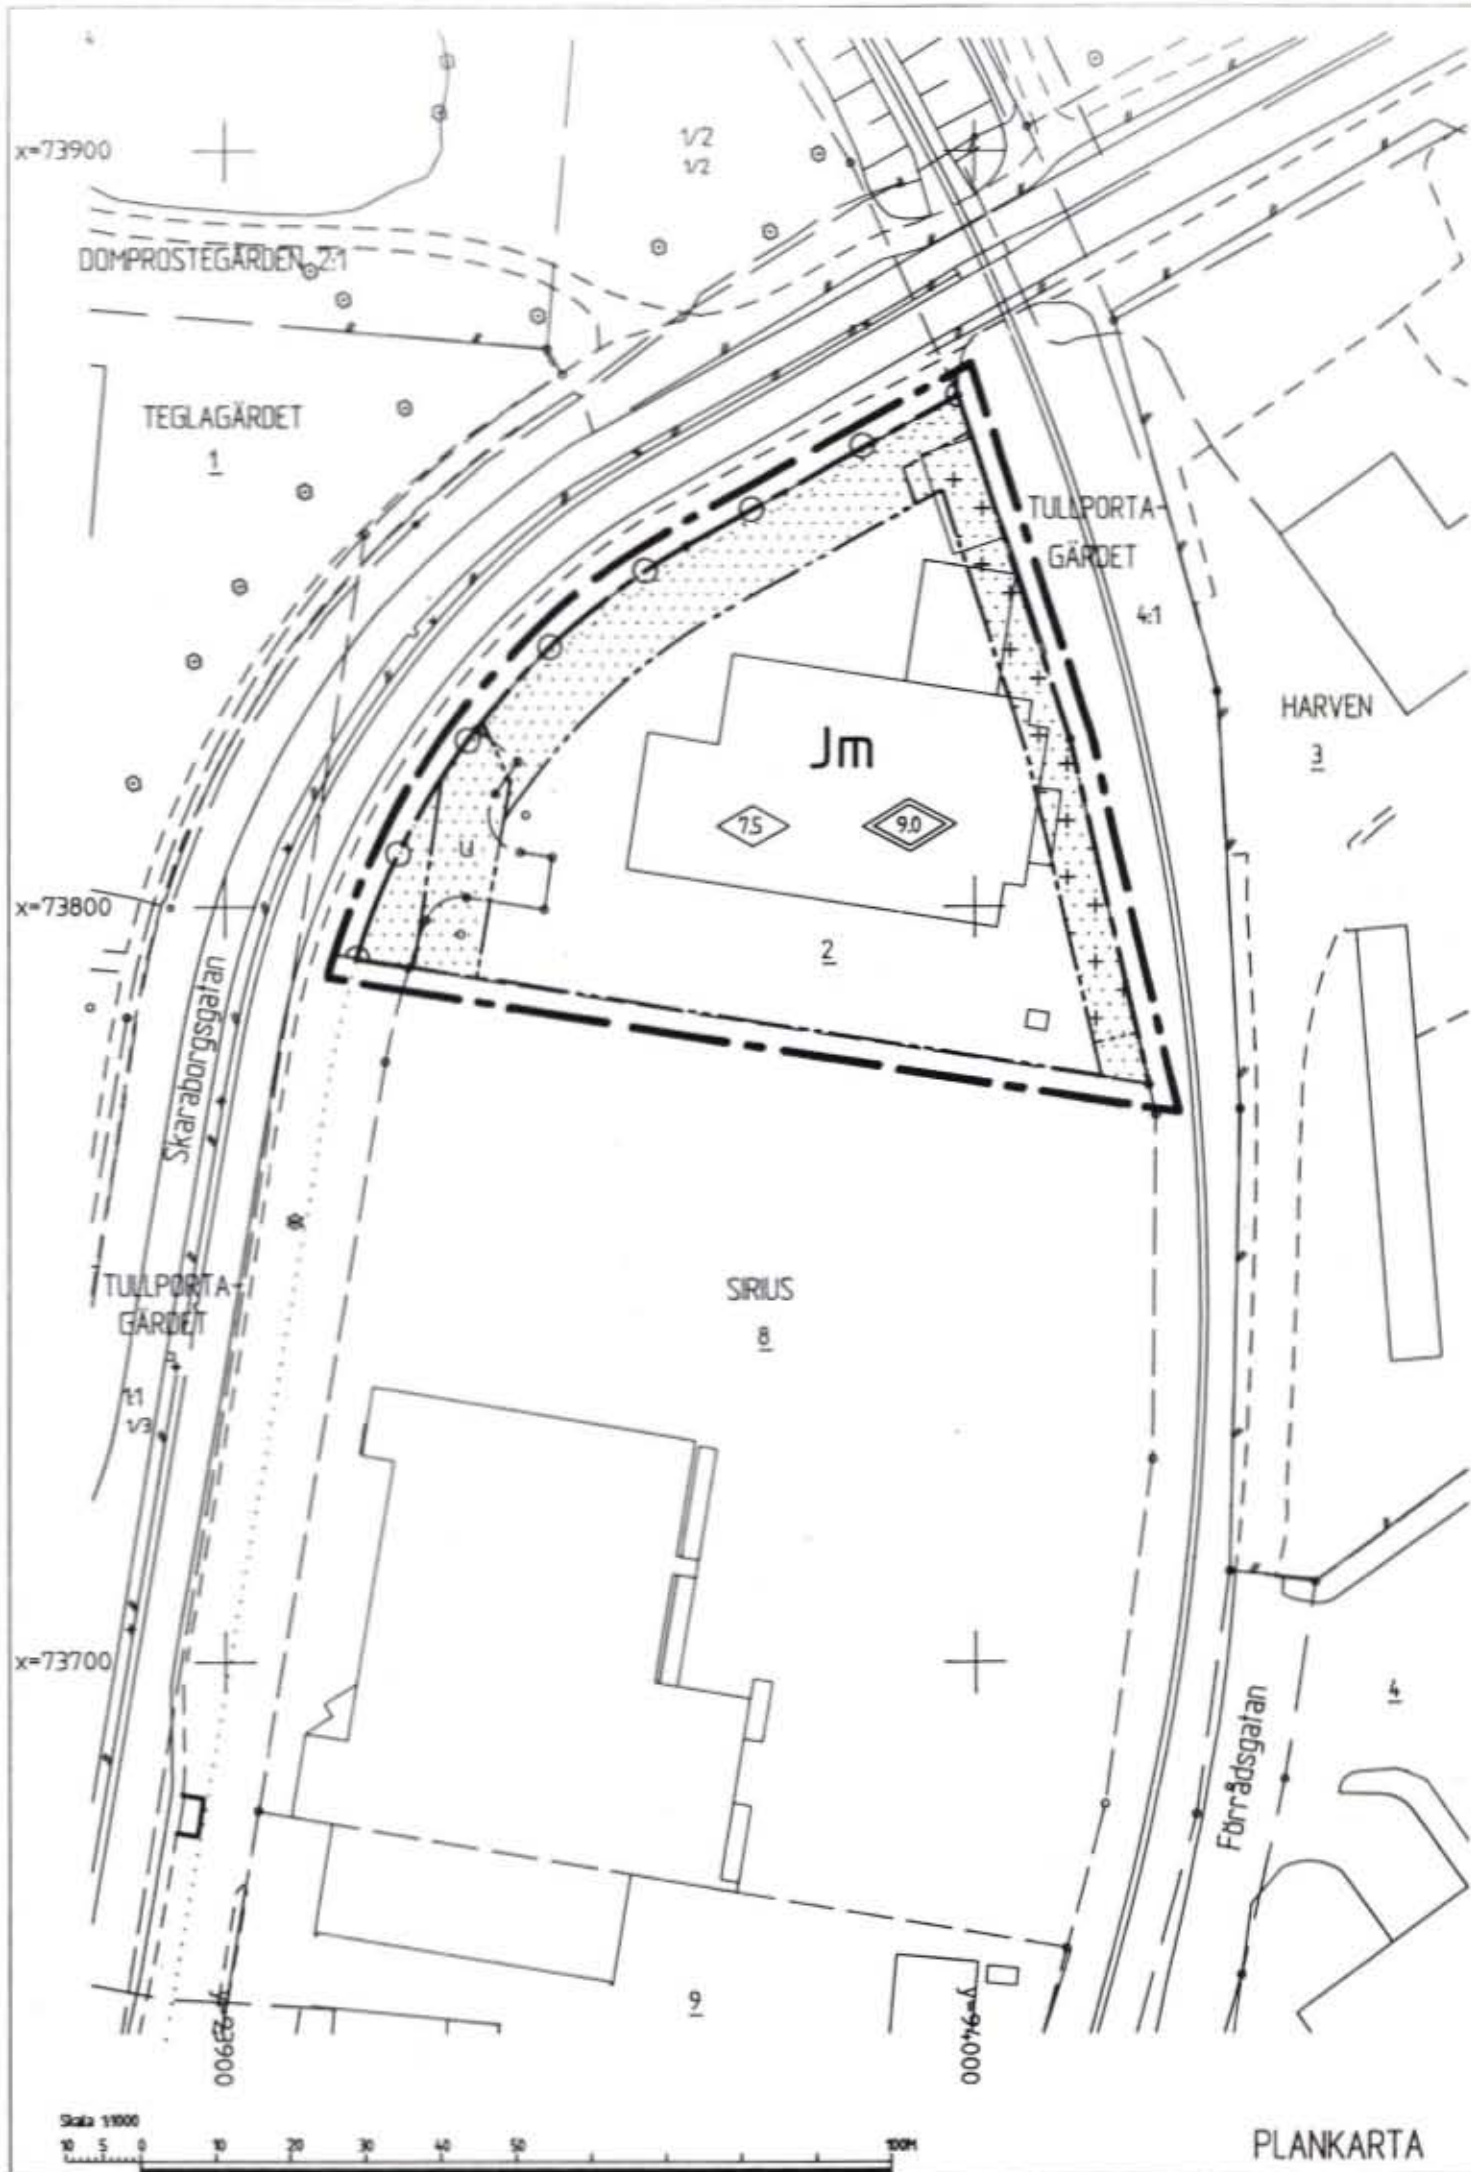 x=73900
1/2
1/2
DOMPROSTEGÄRDEN 2:1
TEGLAGÄRDET
1
TULLPORTA-
GÄRDET
4:1
HARVEN
3
Jm
7.5
9.0
u
x=73800
2
Skaraborgsgatan
TULLPORTA-
GÄRDET
1:1
1/3
SIRIUS
8
x=73700
4
Förrådsgatan
9
y=93900
y=94000
Skala 1:1000
10 5 0 10 20 30 40 50 100M
PLANKARTA